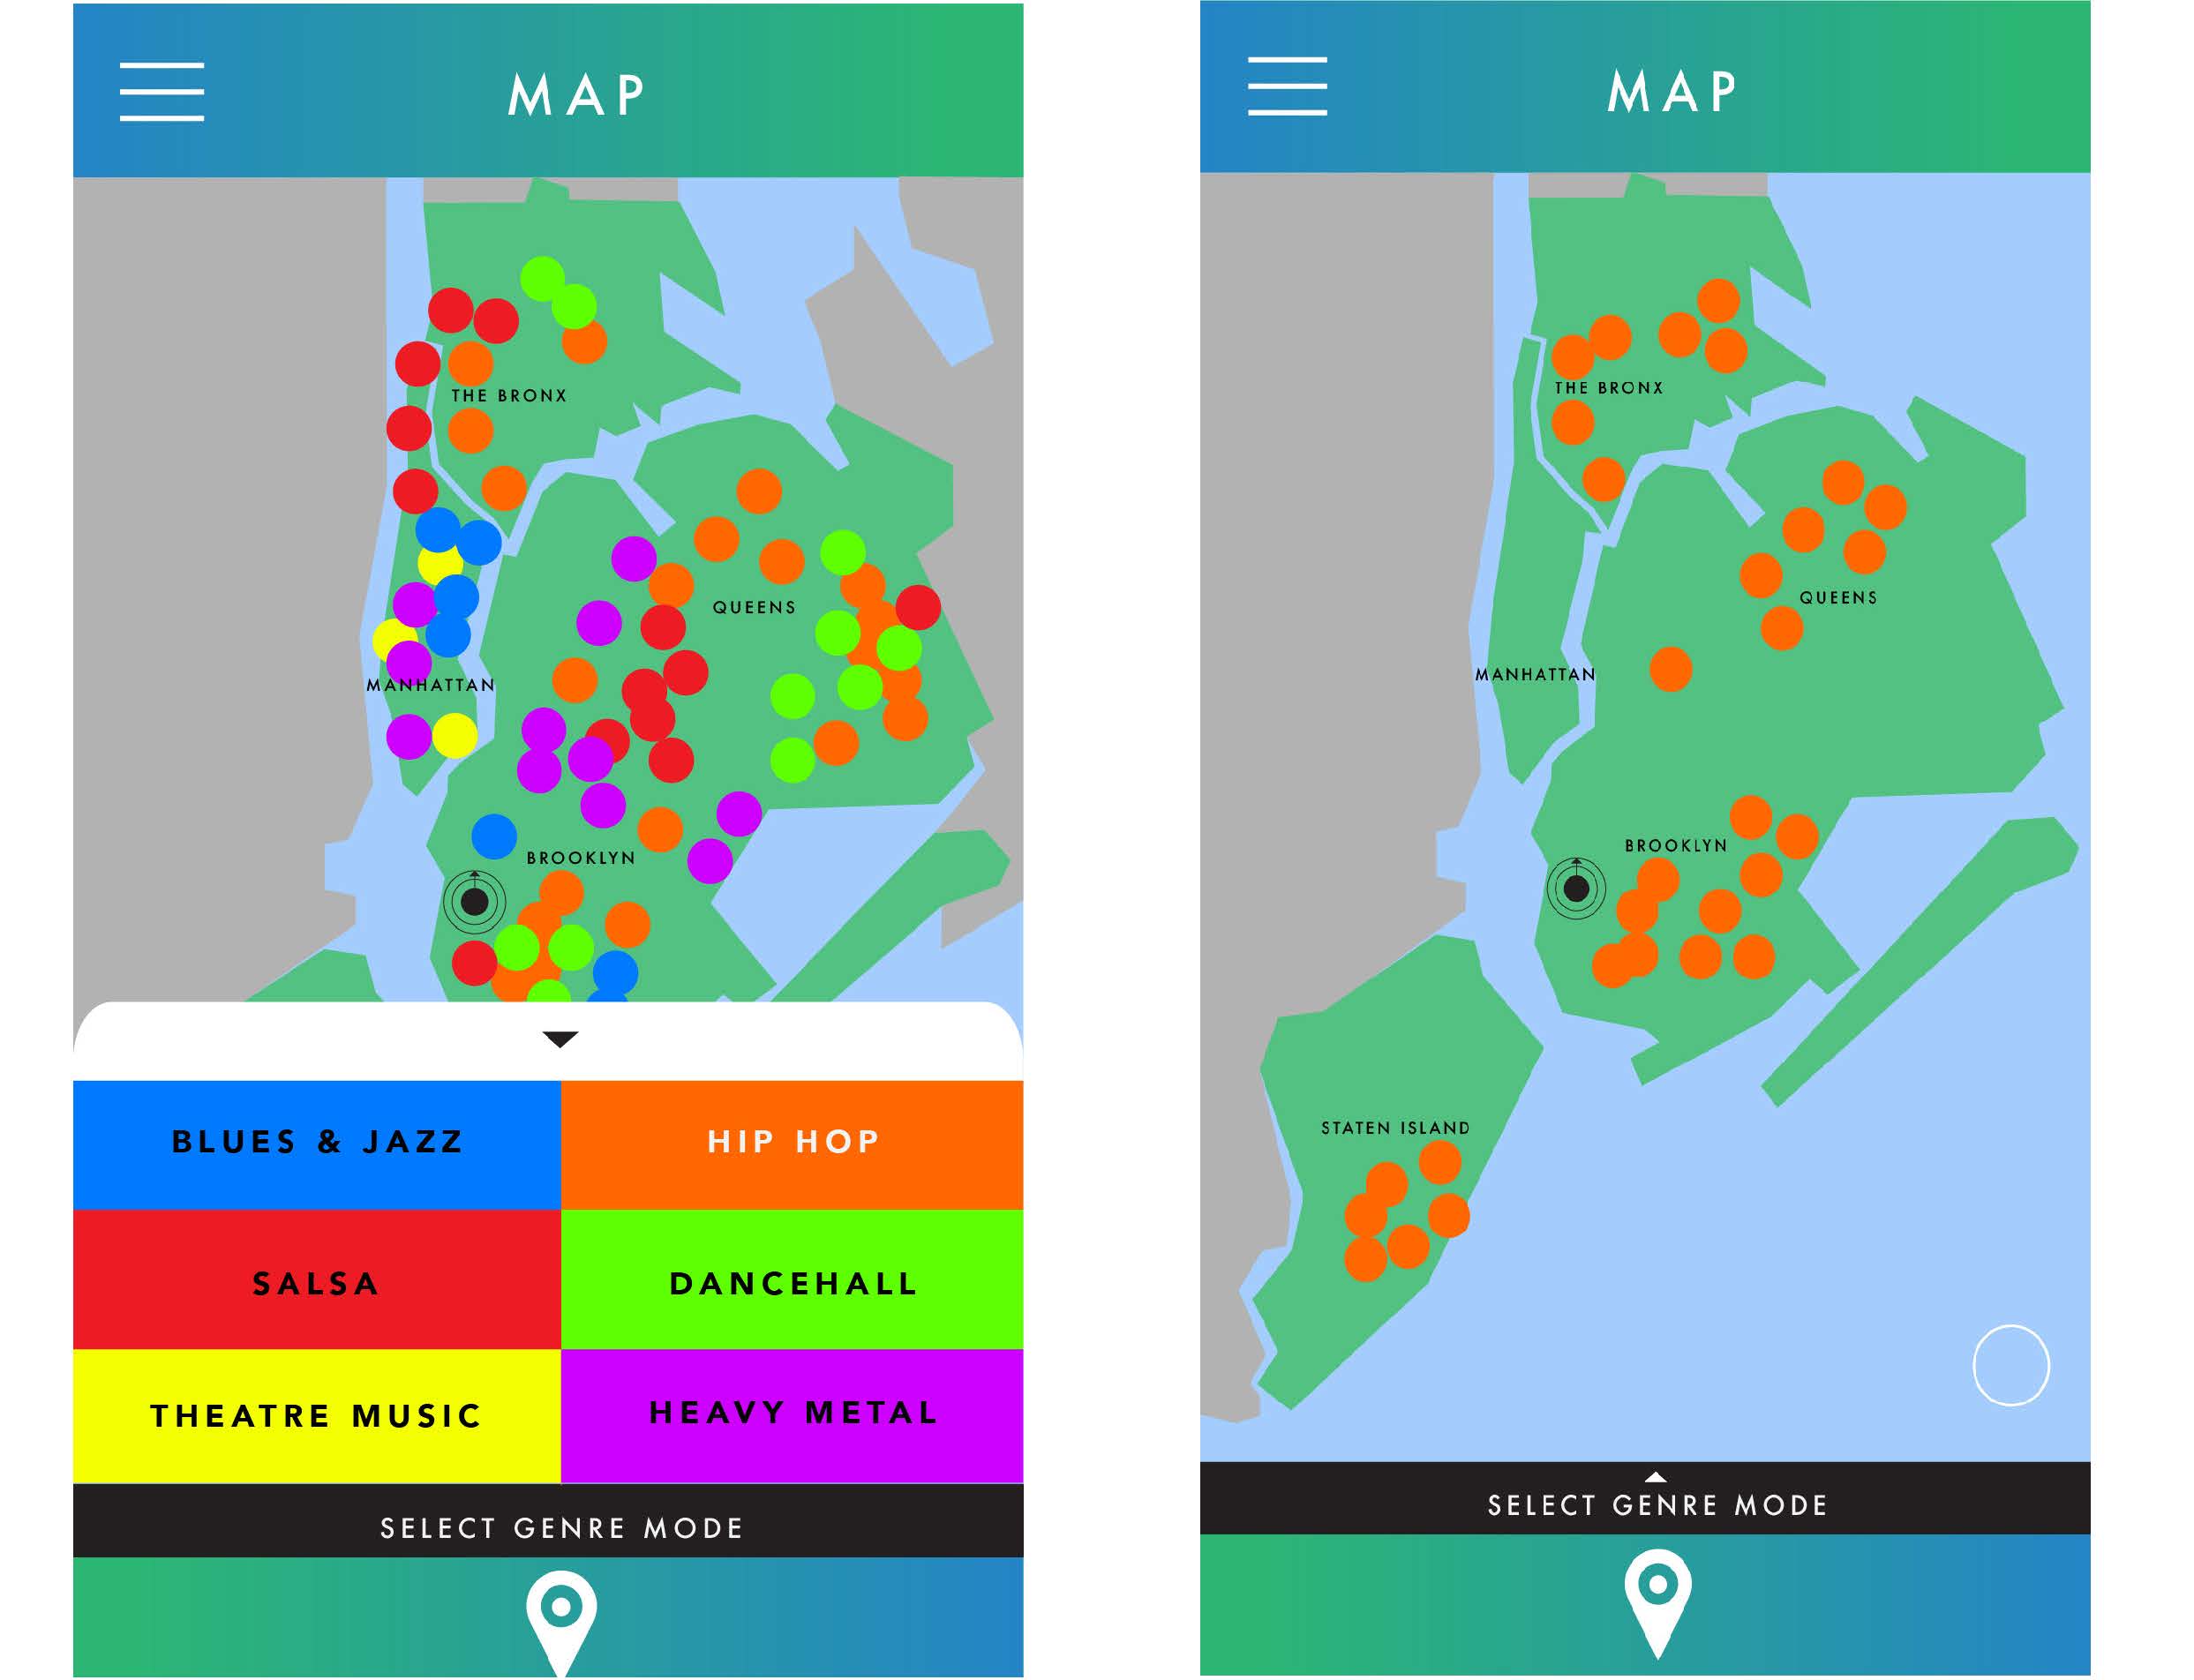 MAP
THE BRONX
QUEENS
MANHATTAN
BROOKLYN
BLUES & JAZZ
HIP HOP
SALSA
DANCEHALL
THEATRE MUSIC
HEAVY METAL
SELECT GENRE MODE
MAP
THE BRONX
QUEENS
MANHATTAN
BROOKLYN
STATEN ISLAND
SELECT GENRE MODE